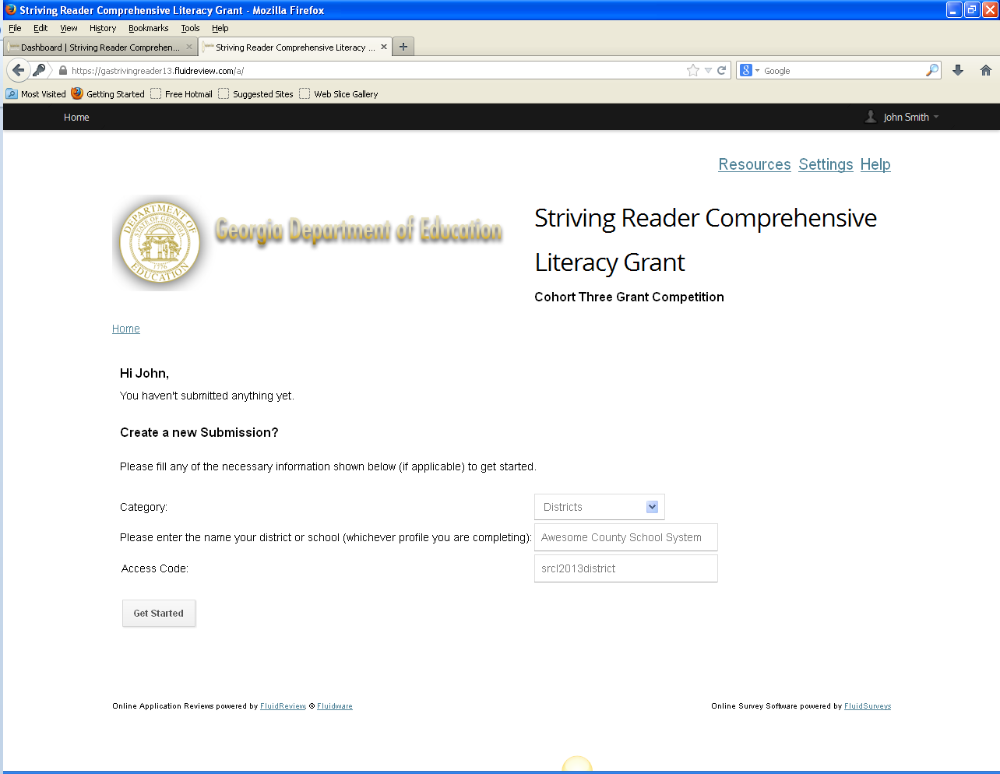 Striving Reader Comprehensive Literacy Grant - Mozilla Firefox
File Edit View History Bookmarks Tools Help
Dashboard | Striving Reader Comprehen... Striving Reader Comprehensive Literacy ...
https://gastrivingreader13.fluidreview.com/a/ Google
Most Visited Getting Started Free Hotmail Suggested Sites Web Slice Gallery
Home John Smith
Resources Settings Help
DEPARTMENT OF EDUCATION
STATE OF GEORGIA
1776
Georgia Department of Education
Striving Reader Comprehensive
Literacy Grant
Cohort Three Grant Competition
Home
Hi John,
You haven't submitted anything yet.
Create a new Submission?
Please fill any of the necessary information shown below (if applicable) to get started.
Category: Districts
Please enter the name your district or school (whichever profile you are completing): Awesome County School System
Access Code: srcl2013district
Get Started
Online Application Reviews powered by FluidReview © Fluidware Online Survey Software powered by FluidSurveys